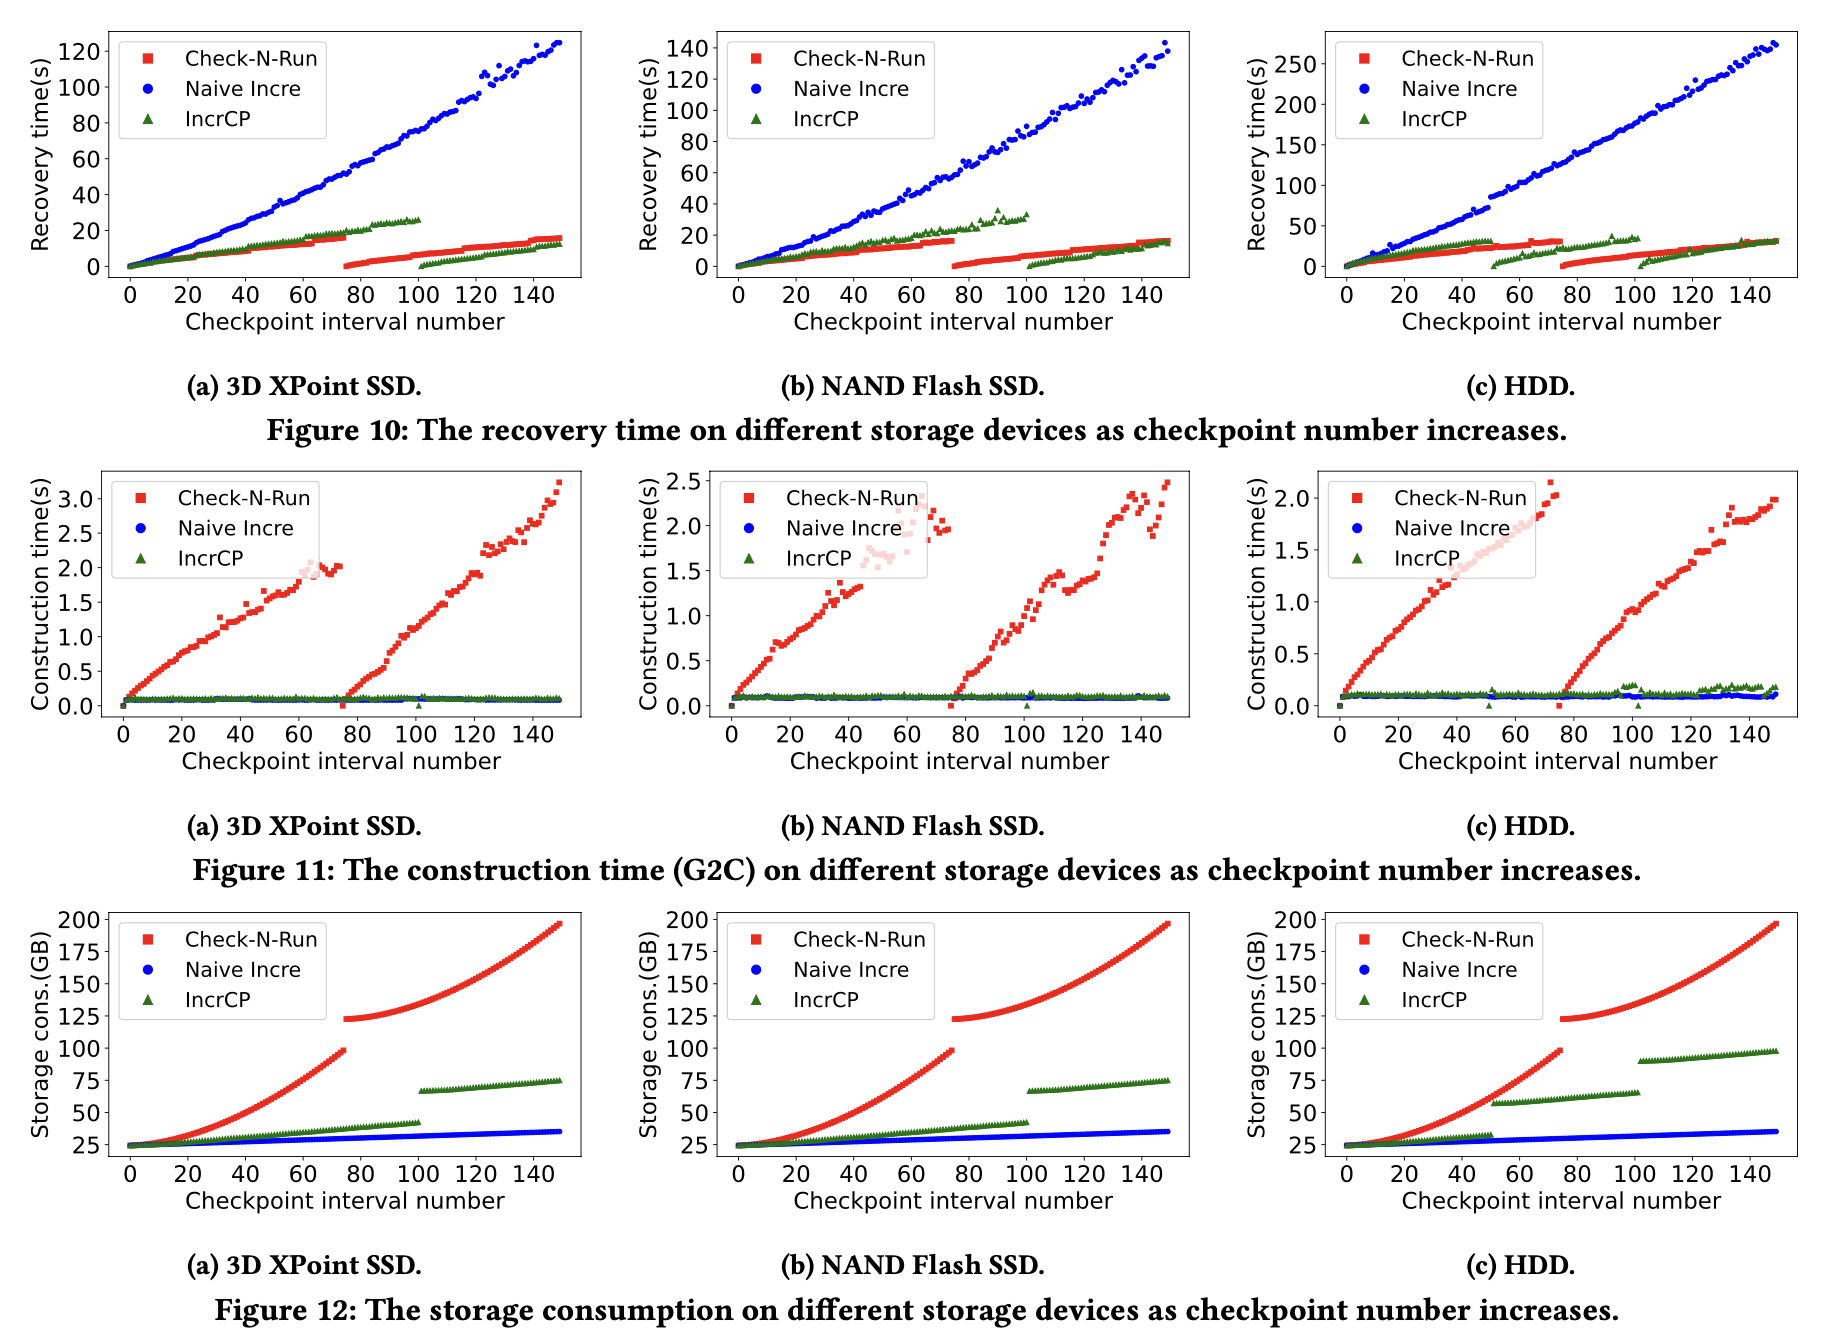 Recovery time(s)
120
100
80
60
40
20
0
Check-N-Run
Naive Incre
IncrCP
0 20 40 60 80 100 120 140
Checkpoint interval number
(a) 3D XPoint SSD.
Recovery time(s)
140
120
100
80
60
40
20
0
Check-N-Run
Naive Incre
IncrCP
0 20 40 60 80 100 120 140
Checkpoint interval number
(b) NAND Flash SSD.
Recovery time(s)
250
200
150
100
50
0
Check-N-Run
Naive Incre
IncrCP
0 20 40 60 80 100 120 140
Checkpoint interval number
(c) HDD.
Figure 10: The recovery time on different storage devices as checkpoint number increases.
Construction time(s)
3.0
2.5
2.0
1.5
1.0
0.5
0.0
Check-N-Run
Naive Incre
IncrCP
0 20 40 60 80 100 120 140
Checkpoint interval number
(a) 3D XPoint SSD.
Construction time(s)
2.5
2.0
1.5
1.0
0.5
0.0
Check-N-Run
Naive Incre
IncrCP
0 20 40 60 80 100 120 140
Checkpoint interval number
(b) NAND Flash SSD.
Construction time(s)
2.0
1.5
1.0
0.5
0.0
Check-N-Run
Naive Incre
IncrCP
0 20 40 60 80 100 120 140
Checkpoint interval number
(c) HDD.
Figure 11: The construction time (G2C) on different storage devices as checkpoint number increases.
Storage cons.(GB)
200
175
150
125
100
75
50
25
Check-N-Run
Naive Incre
IncrCP
0 20 40 60 80 100 120 140
Checkpoint interval number
(a) 3D XPoint SSD.
Storage cons.(GB)
200
175
150
125
100
75
50
25
Check-N-Run
Naive Incre
IncrCP
0 20 40 60 80 100 120 140
Checkpoint interval number
(b) NAND Flash SSD.
Storage cons.(GB)
200
175
150
125
100
75
50
25
Check-N-Run
Naive Incre
IncrCP
0 20 40 60 80 100 120 140
Checkpoint interval number
(c) HDD.
Figure 12: The storage consumption on different storage devices as checkpoint number increases.